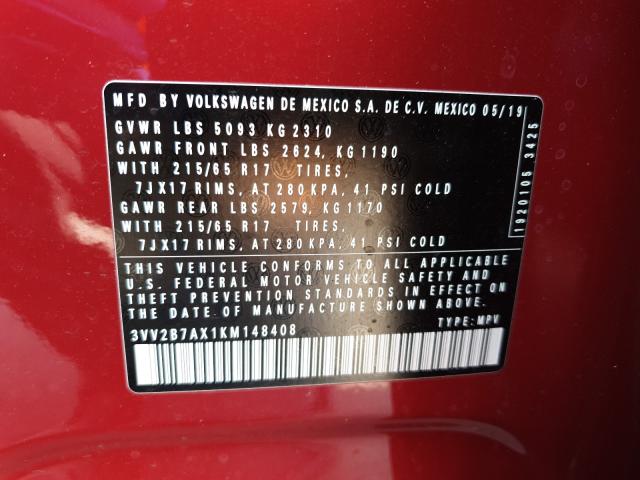 MFD BY VOLKSWAGEN DE MEXICO S.A. DE C.V. MEXICO 05/19
GVWR LBS 5093 KG 2310
GAWR FRONT LBS 2624, KG 1190
WITH 215/65 R17 TIRES,
7JX17 RIMS, AT 280 KPA, 41 PSI COLD
GAWR REAR LBS 2579, KG 1170
WITH 215/65 R17 TIRES,
7JX17 RIMS, AT 280 KPA, 41 PSI COLD
THIS VEHICLE CONFORMS TO ALL APPLICABLE
U.S. FEDERAL MOTOR VEHICLE SAFETY AND
THEFT PREVENTION STANDARDS IN EFFECT ON
THE DATE OF MANUFACTURE SHOWN ABOVE
3VV2B7AX1KM148408 TYPE: MPV
1920105 3425